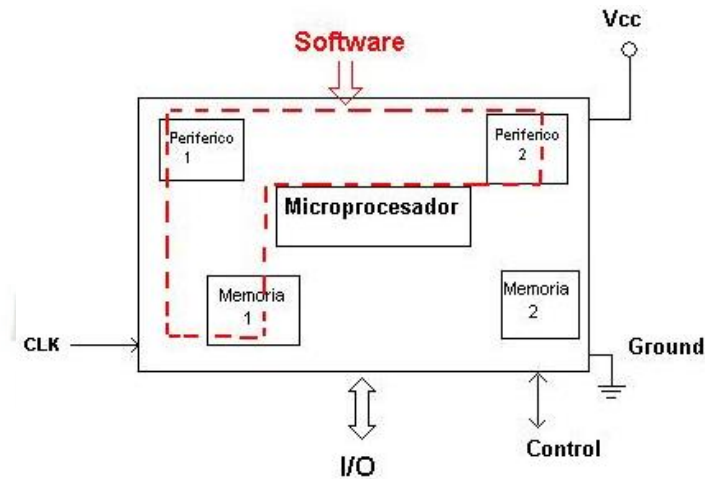 Vcc
Software
Periferico
1
Periferico
2
Microprocesador
Memoria
1
Memoria
2
CLK
Ground
Control
I/O